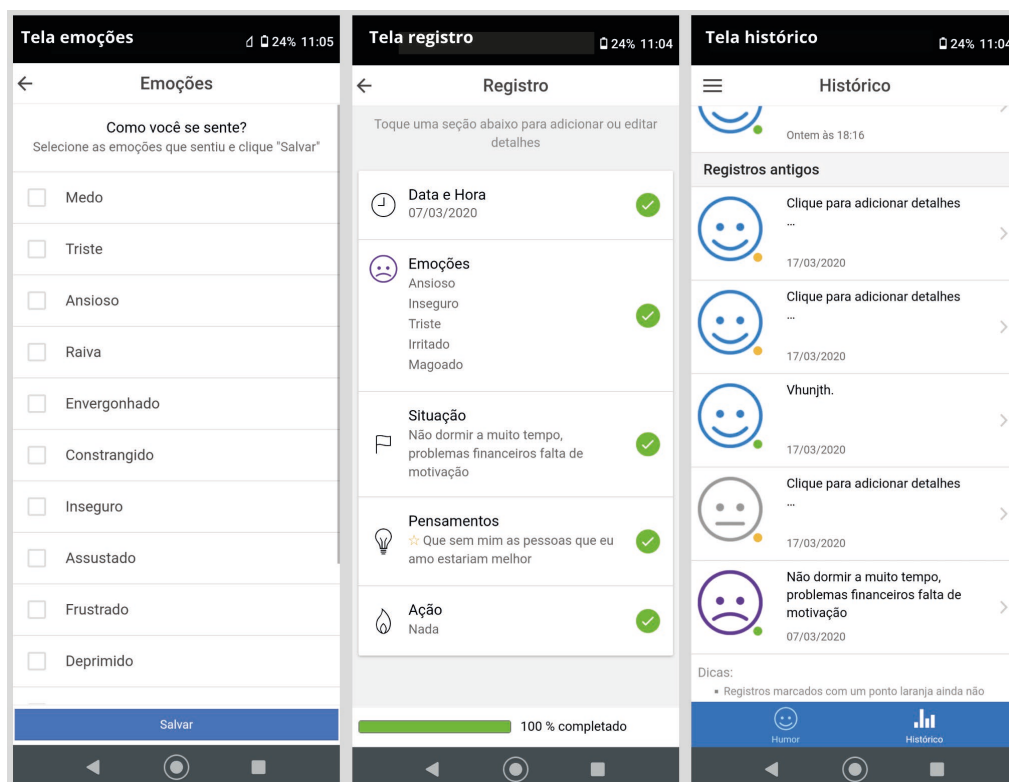 Tela emoções
24% 11:05
Emoções
Como você se sente?
Selecione as emoções que sentiu e clique "Salvar"
Medo
Triste
Ansioso
Raiva
Envergonhado
Constrangido
Inseguro
Assustado
Frustrado
Deprimido
Salvar
Tela registro
24% 11:04
Registro
Toque uma seção abaixo para adicionar ou editar
detalhes
Data e Hora
07/03/2020
Emoções
Ansioso
Inseguro
Triste
Irritado
Magoado
Situação
Não dormir a muito tempo,
problemas financeiros falta de
motivação
Pensamentos
☆ Que sem mim as pessoas que eu
amo estariam melhor
Ação
Nada
100 % completado
Tela histórico
24% 11:04
Histórico
Ontem às 18:16
Registros antigos
Clique para adicionar detalhes
...
17/03/2020
Clique para adicionar detalhes
...
17/03/2020
Vhunjth.
17/03/2020
Clique para adicionar detalhes
...
17/03/2020
Não dormir a muito tempo,
problemas financeiros falta de
motivação
07/03/2020
Dicas:
▪ Registros marcados com um ponto laranja ainda não
Humor
Histórico